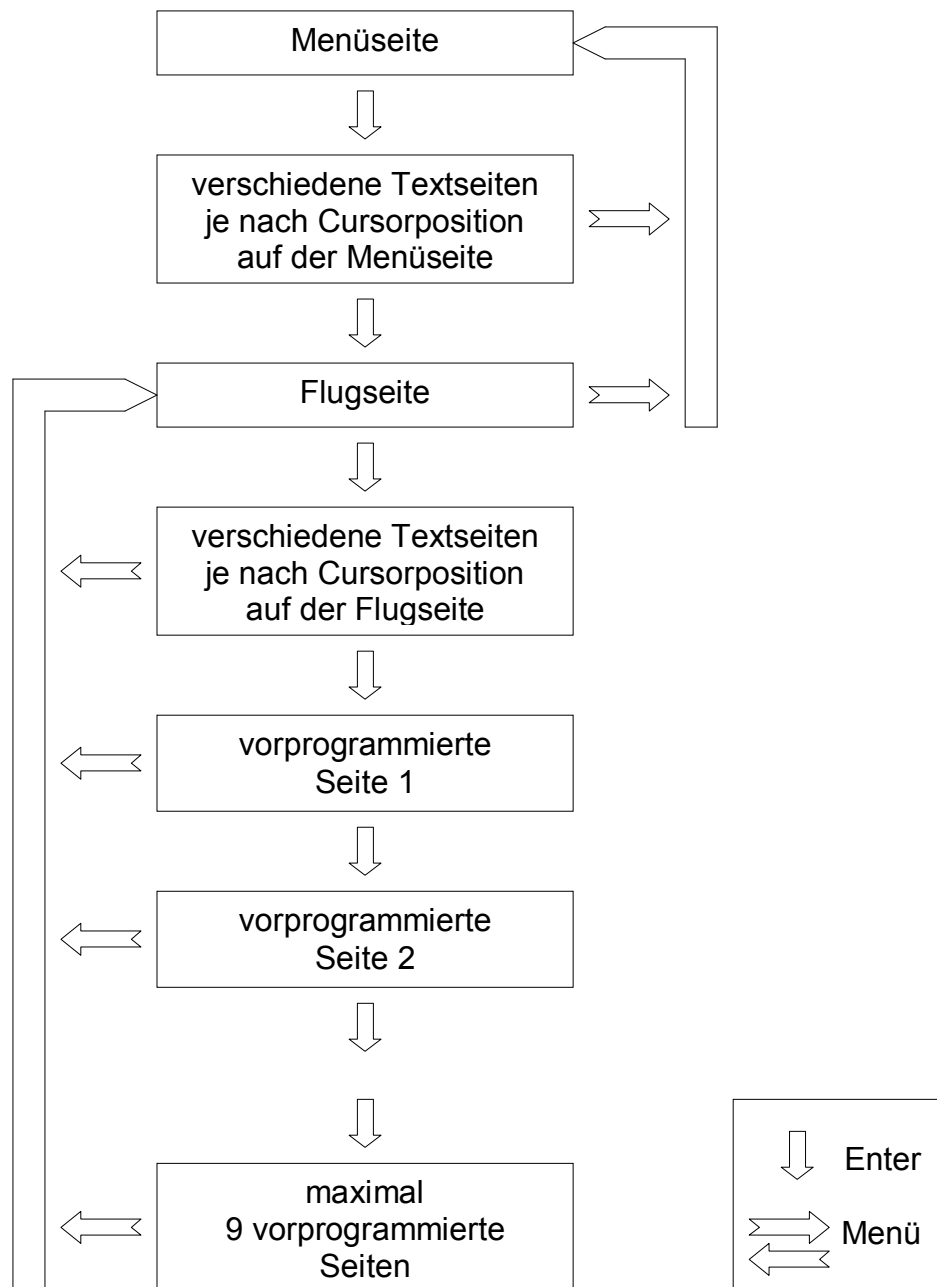 Menüseite
verschiedene Textseiten
je nach Cursorposition
auf der Menüseite
Flugseite
verschiedene Textseiten
je nach Cursorposition
auf der Flugseite
vorprogrammierte
Seite 1
vorprogrammierte
Seite 2
maximal
9 vorprogrammierte
Seiten
Enter
Menü